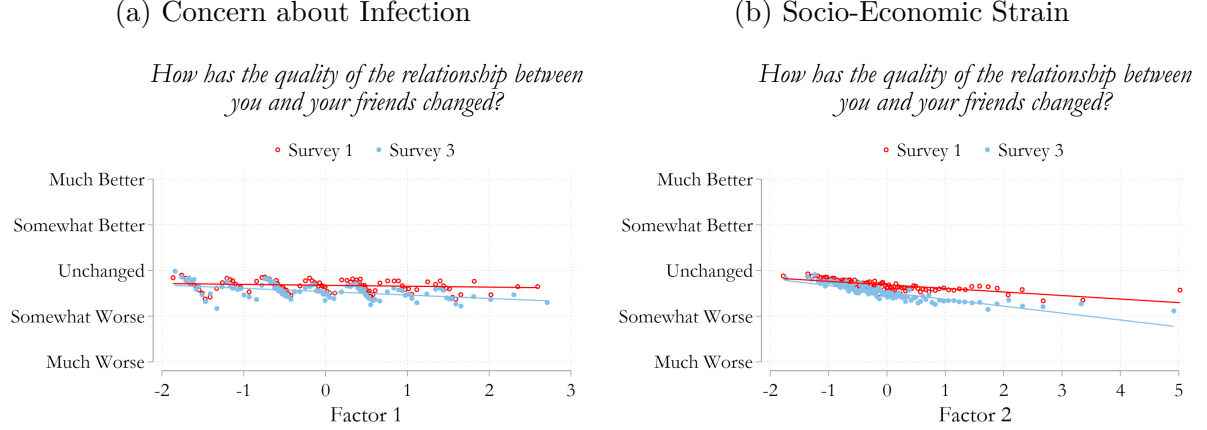 (a) Concern about Infection
How has the quality of the relationship between
you and your friends changed?
Survey 1 Survey 3
Much Better
Somewhat Better
Unchanged
Somewhat Worse
Much Worse
-2 -1 0 1 2 3
Factor 1
(b) Socio-Economic Strain
How has the quality of the relationship between
you and your friends changed?
Survey 1 Survey 3
Much Better
Somewhat Better
Unchanged
Somewhat Worse
Much Worse
-2 -1 0 1 2 3 4 5
Factor 2